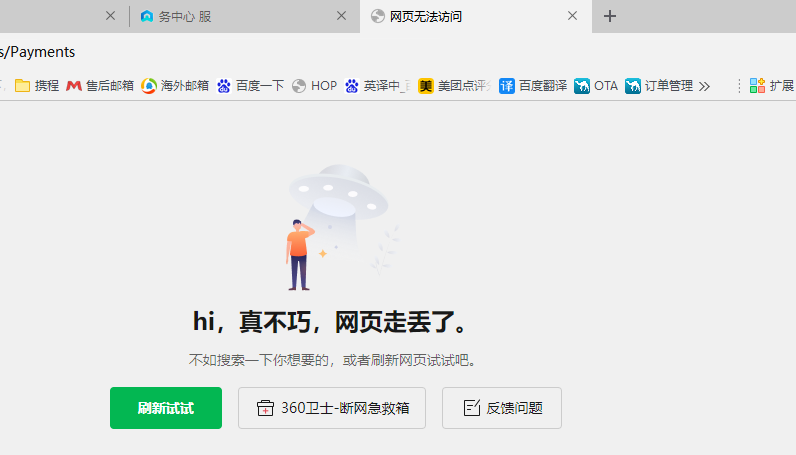 务中心 服
网页无法访问
s/Payments
携程 售后邮箱 海外邮箱 百度一下 HOP 英译中_ 美团点评 百度翻译 OTA 订单管理 扩展
hi，真不巧，网页走丢了。
不如搜索一下你想要的，或者刷新网页试试吧。
刷新试试 360卫士-断网急救箱 反馈问题